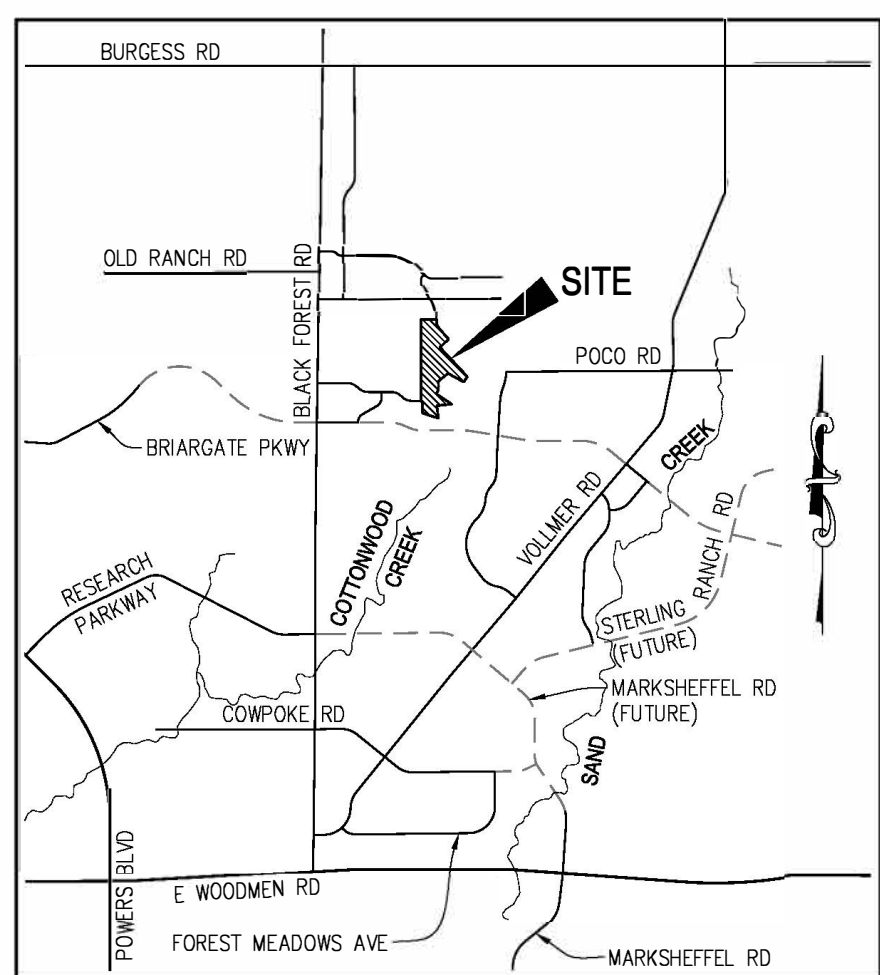 BURGESS RD
OLD RANCH RD
BLACK FOREST RD
SITE
POCO RD
BRIARGATE PKWY
VOLLMER RD
CREEK
COTTONWOOD
CREEK
RESEARCH
PARKWAY
STERLING
RANCH RD
(FUTURE)
MARKSHEFFEL RD
(FUTURE)
COWPOKE RD
SAND
POWERS BLVD
E WOODMEN RD
FOREST MEADOWS AVE
MARKSHEFFEL RD